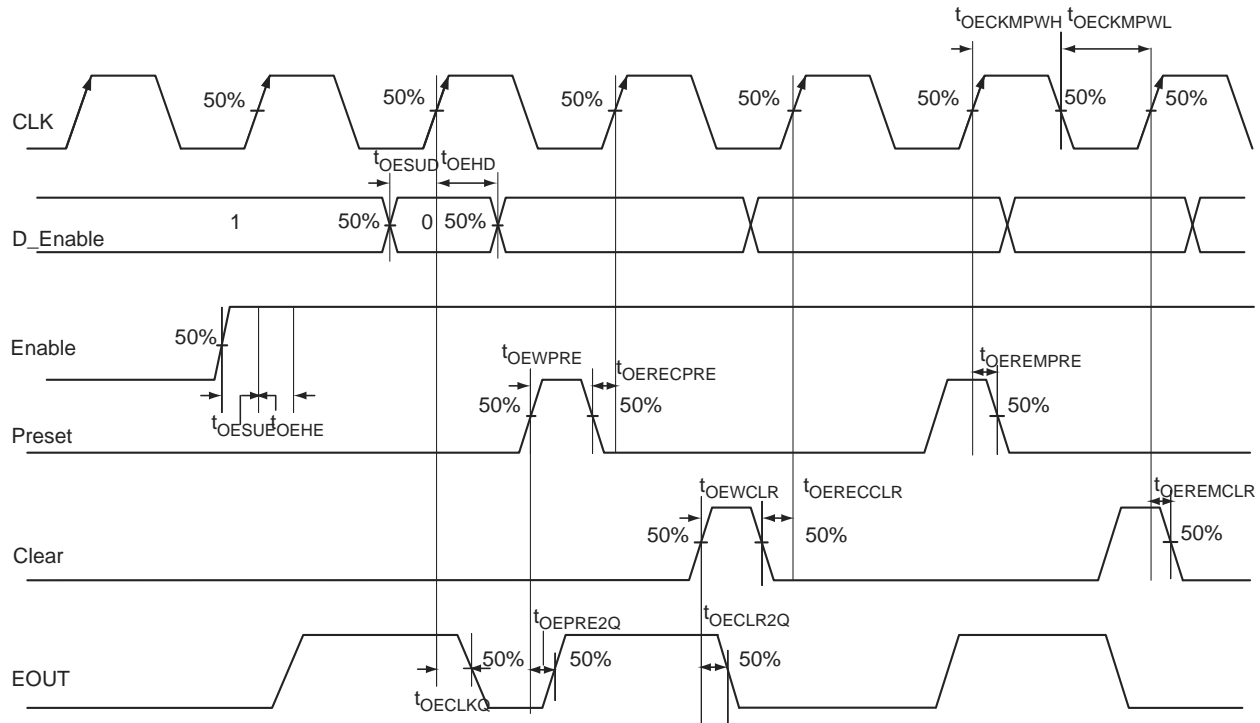 tOECKMPWH tOECKMPWL
50% 50% 50% 50% 50% 50% 50%
CLK
tOESUD tOEHD
1 50% 0 50%
D_Enable
50%
Enable
tOEWPRE tOERECPRE tOEREMPRE
50% 50% 50%
tOESUE tOEHE
Preset
tOEWCLR tOERECCLR tOEREMCLR
50% 50% 50%
Clear
tOEPRE2Q tOECLR2Q
50% 50% 50%
EOUT
tOECLKQ